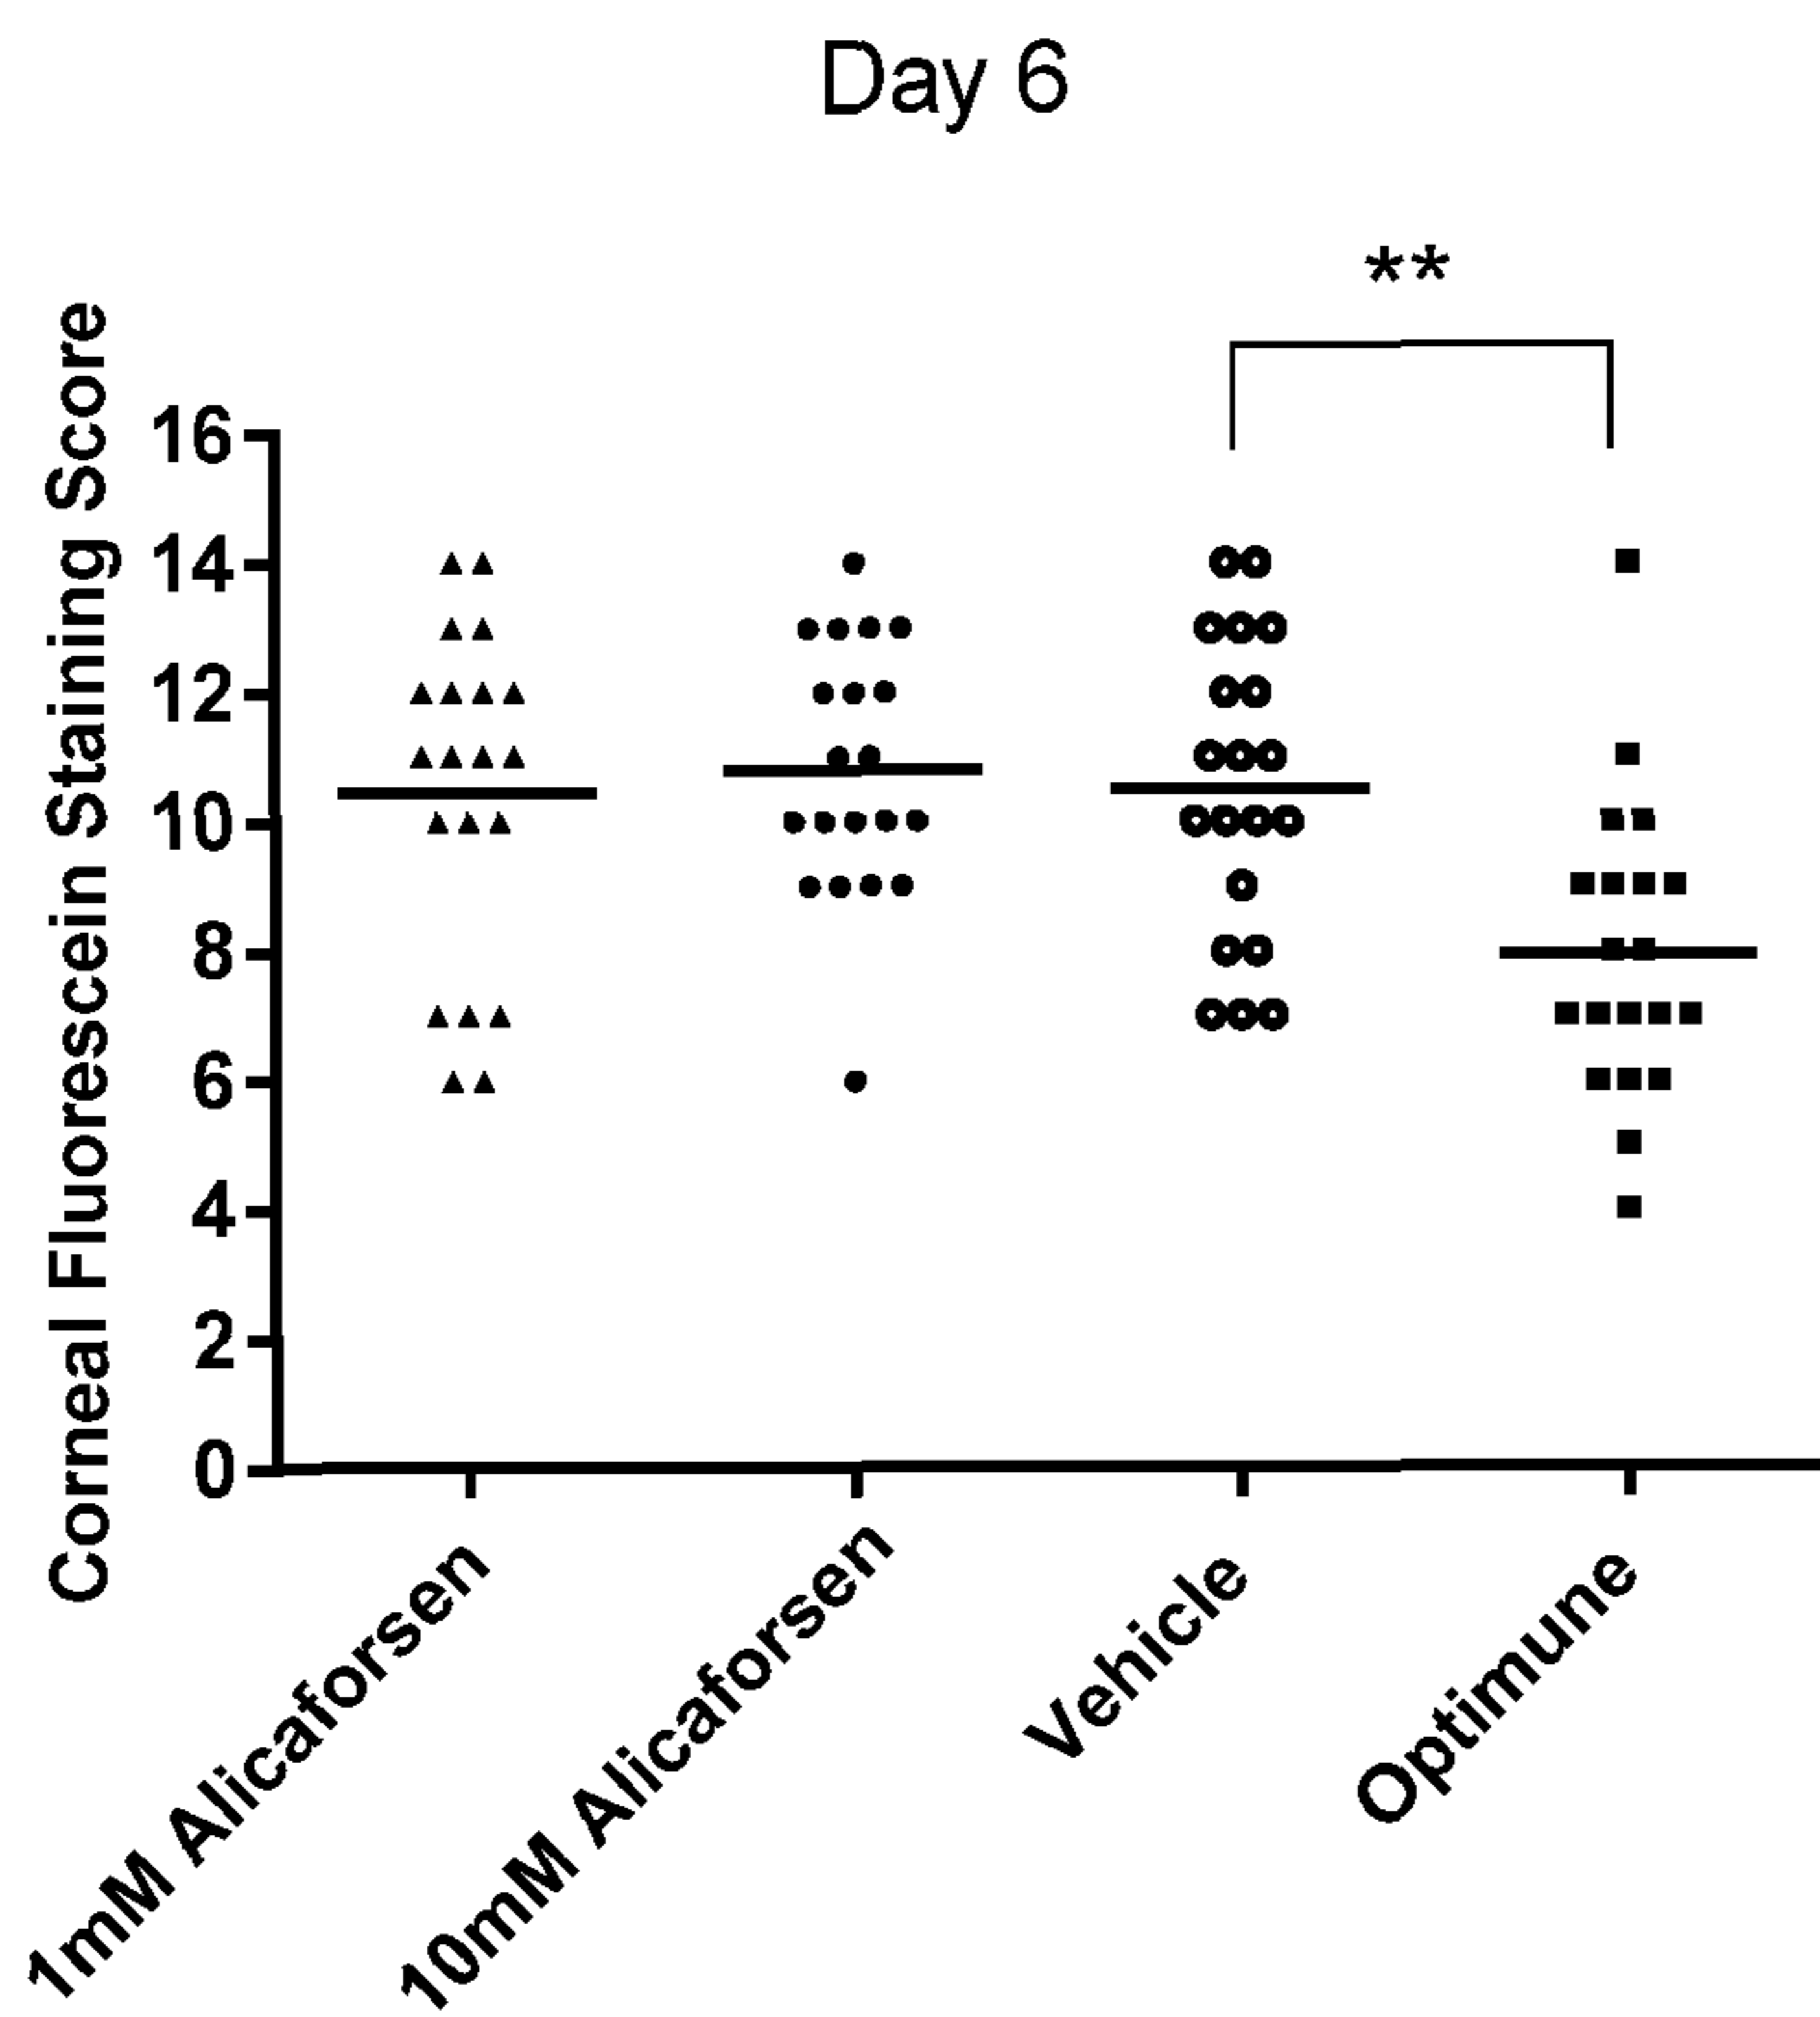 Day 6
**
Corneal Fluorescein Staining Score
16
14
12
10
8
6
4
2
0
1mM Alicaforsen
10mM Alicaforsen
Vehicle
Optimune